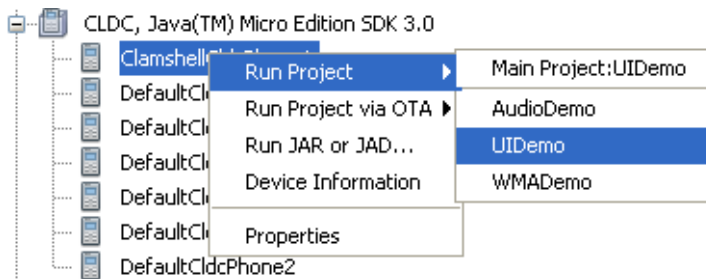 CLDC, Java(TM) Micro Edition SDK 3.0
Clamshell
Run Project
Main Project:UIDemo
DefaultCl
Run Project via OTA
AudioDemo
DefaultCl
Run JAR or JAD...
UIDemo
DefaultCl
Device Information
WMADemo
DefaultCl
DefaultCl
Properties
DefaultCldcPhone2